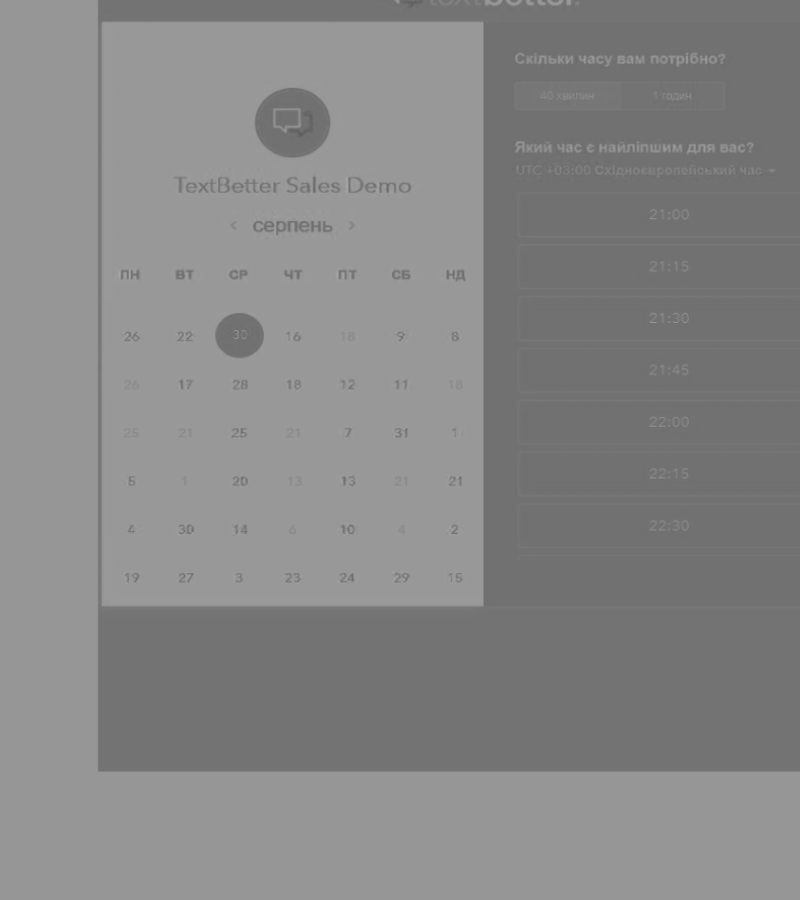 textbetter.
TextBetter Sales Demo
< серпень >
ПН ВТ СР ЧТ ПТ СБ НД
26 22 30 16 18 9 8
26 17 28 18 12 11 18
25 21 25 21 7 31 1
5 1 20 13 13 21 21
4 30 14 6 10 4 2
19 27 3 23 24 29 15
Скільки часу вам потрібно?
40 хвилин 1 годин
Який час є найліпшим для вас?
UTC +03:00 Східноєвропейський час
21:00
21:15
21:30
21:45
22:00
22:15
22:30